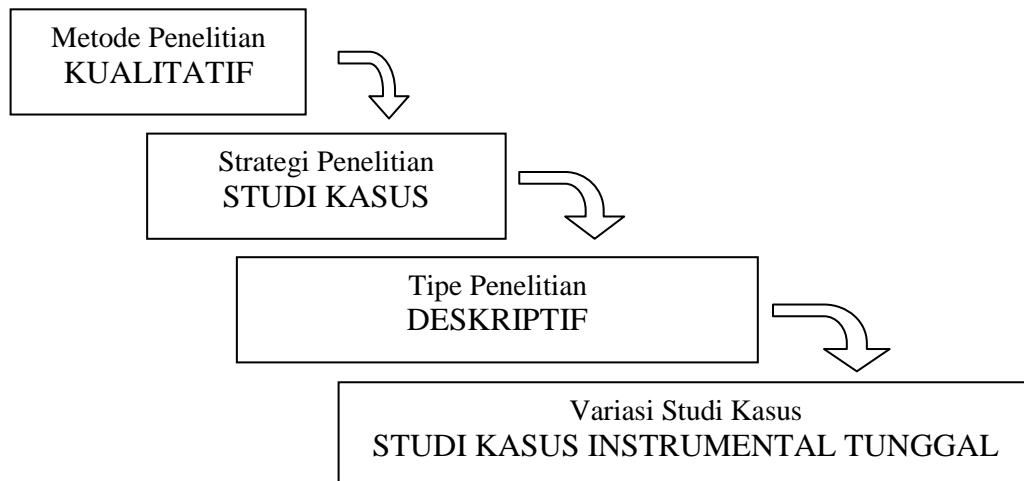 Metode Penelitian
KUALITATIF
Strategi Penelitian
STUDI KASUS
Tipe Penelitian
DESKRIPTIF
Variasi Studi Kasus
STUDI KASUS INSTRUMENTAL TUNGGAL